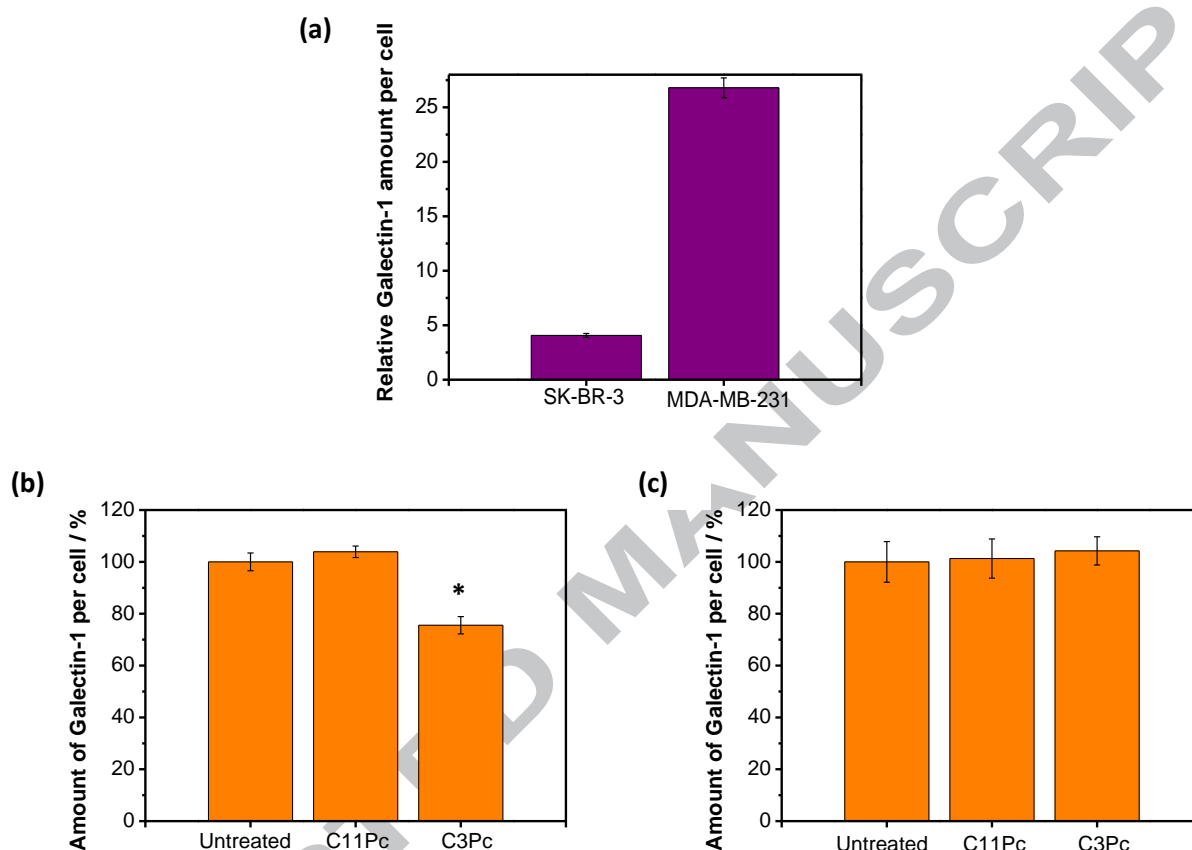 (a)
Relative Galectin-1 amount per cell
25
20
15
10
5
0
SK-BR-3 MDA-MB-231
(b)
Amount of Galectin-1 per cell / %
120
100
80
60
40
20
0
*
Untreated C11Pc C3Pc
(c)
Amount of Galectin-1 per cell / %
120
100
80
60
40
20
0
Untreated C11Pc C3Pc
D MANUSCRIP